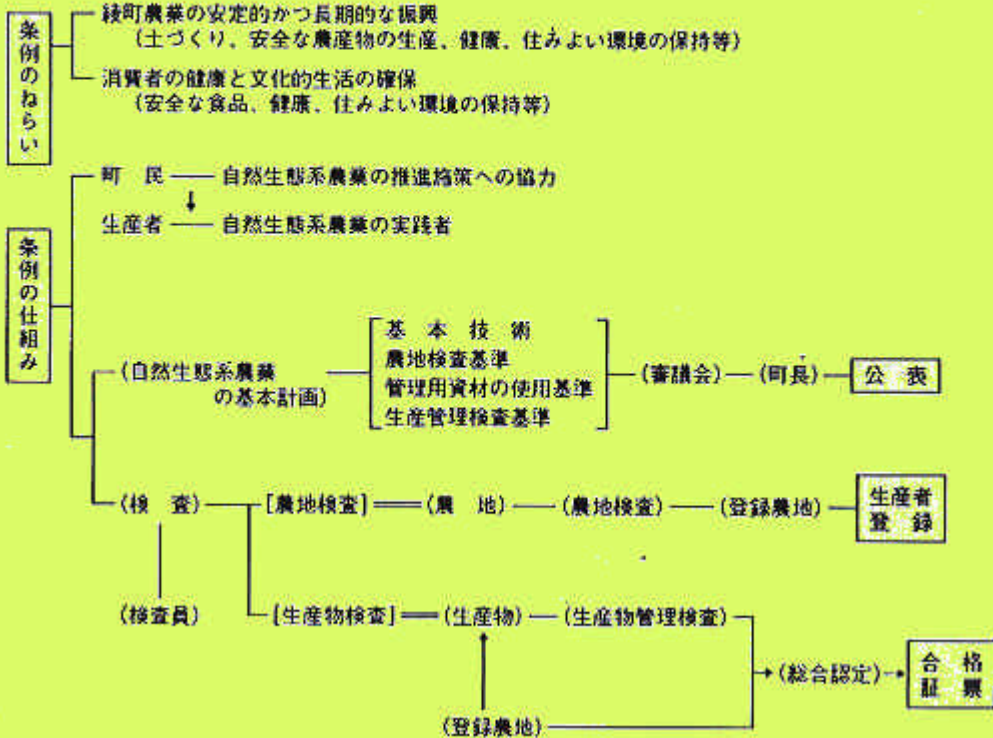 条例のねらい
綾町農業の安定的かつ長期的な振興
(土づくり、安全な農産物の生産、健康、住みよい環境の保持等)
消費者の健康と文化的生活の確保
(安全な食品、健康、住みよい環境の保持等)
条例の仕組み
町 民
自然生態系農業の推進施策への協力
生産者
自然生態系農業の実践者
(自然生態系農業
の基本計画)
基 本 技 術
農地検査基準
管理用資材の使用基準
生産管理検査基準
(審議会)
(町長)
公 表
(検 査)
[農地検査]
(農 地)
(農地検査)
(登録農地)
生産者
登 録
(検査員)
[生産物検査]
(生産物)
(生産物管理検査)
(総合認定)
合 格
証 票
(登録農地)